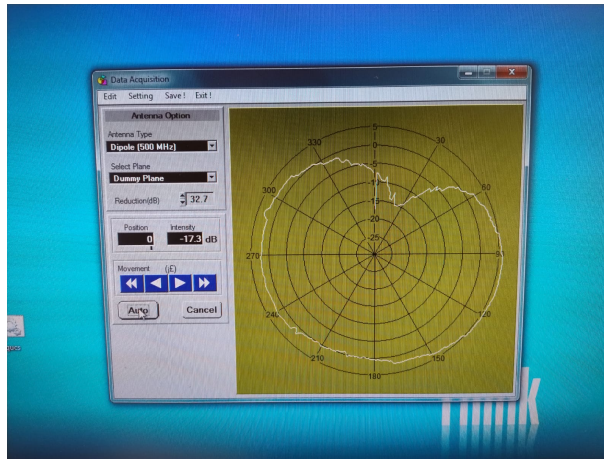 Data Acquisition
Edit Setting Save ! Exit !
Antenna Option
Antenna Type
Dipole (500 MHz)
Select Plane
Dummy Plane
Reduction(dB) 32.7
Position Intensity
0 -17.3 dB
Movement
Auto Cancel
5
0
-5
-10
-15
-20
-25
330
30
300
60
270
240
120
210
150
180